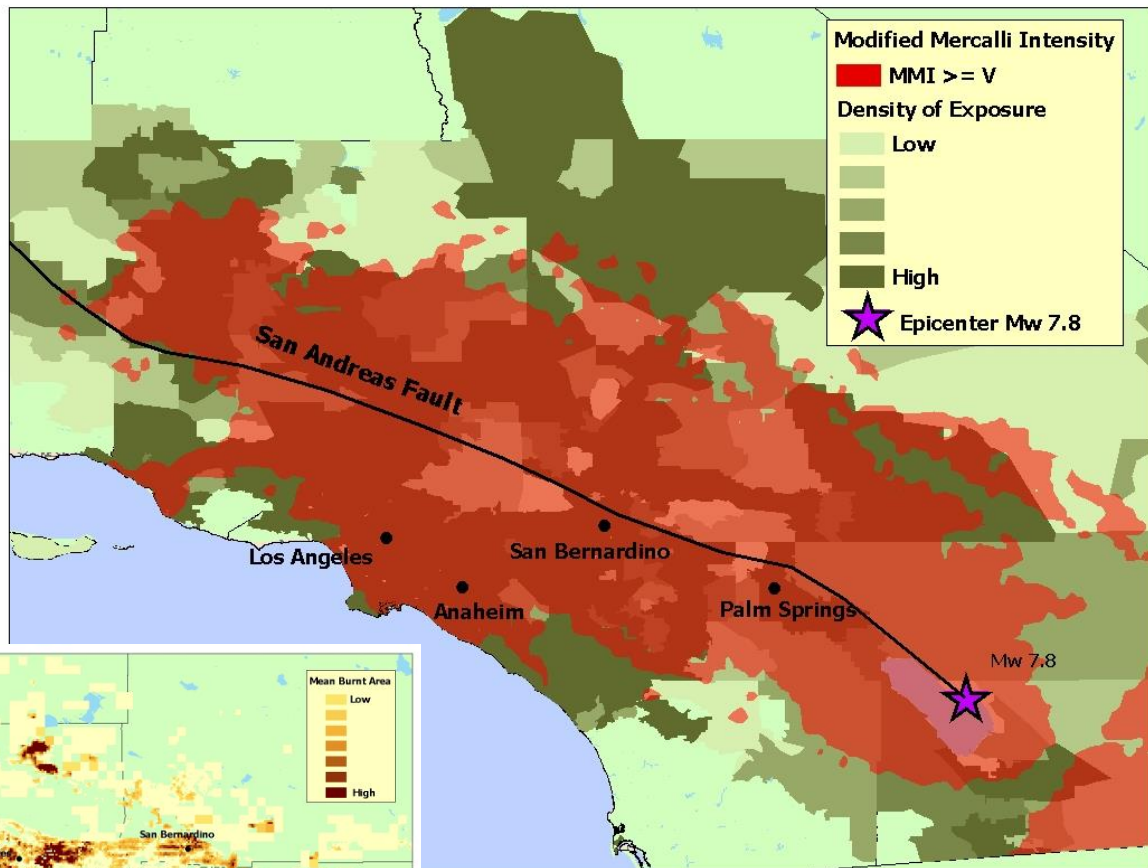 Modified Mercalli Intensity
MMI >= V
Density of Exposure
Low
High
Epicenter Mw 7.8
San Andreas Fault
Los Angeles
San Bernardino
Anaheim
Palm Springs
Mw 7.8
Mean Burnt Area
Low
High
San Bernardino